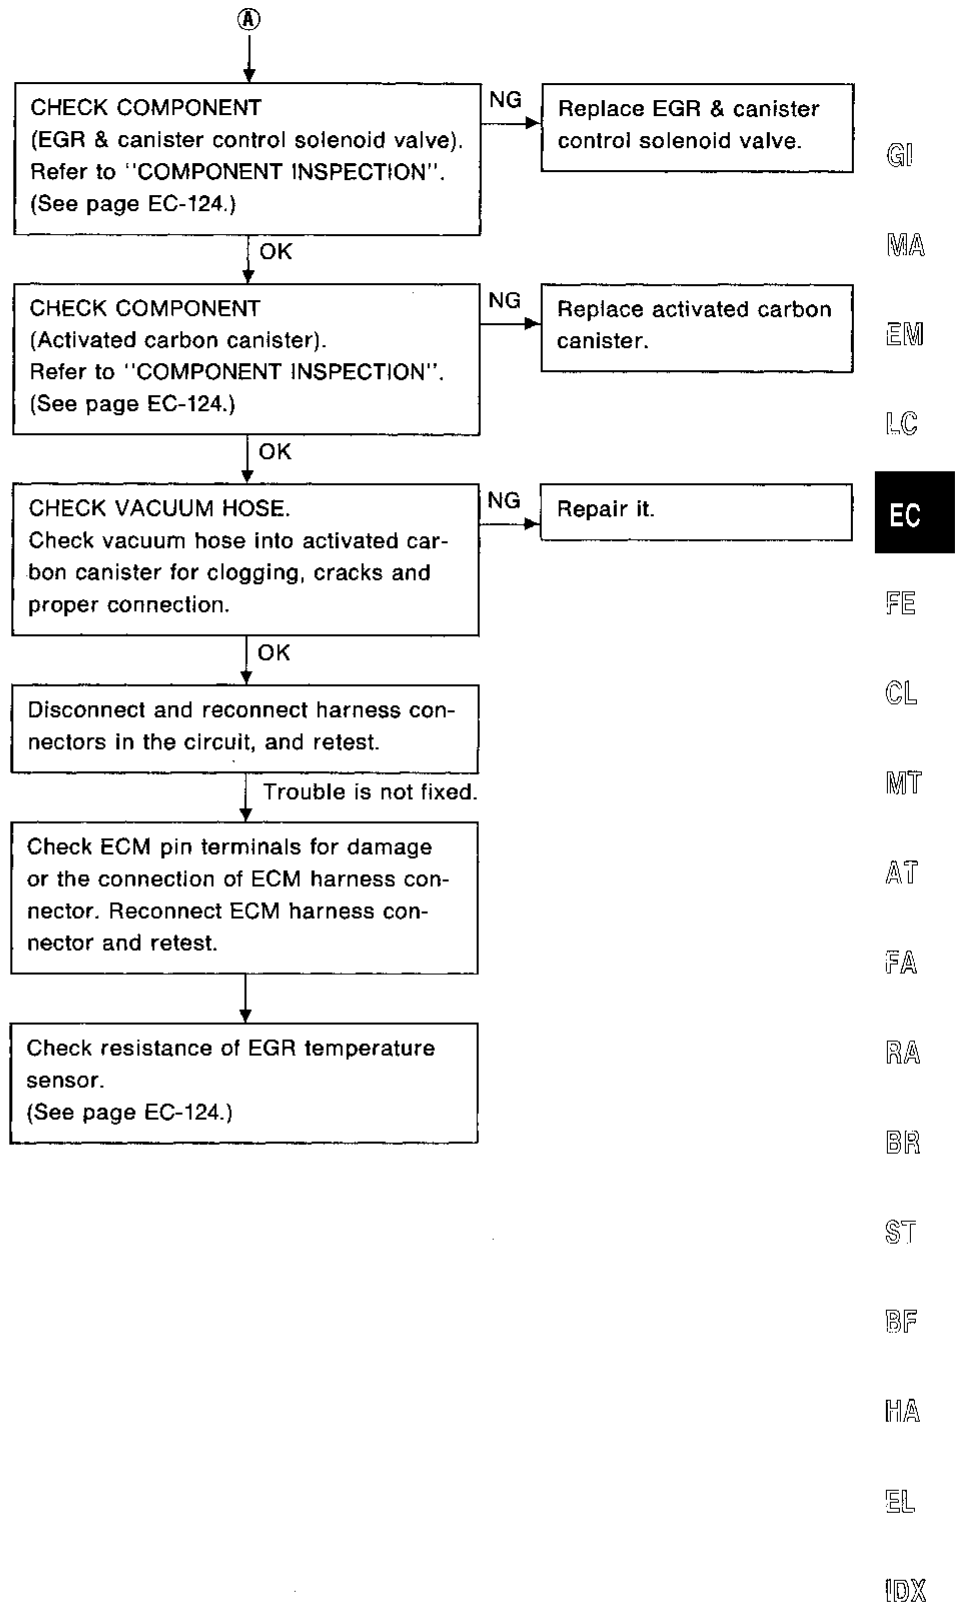 A
CHECK COMPONENT
(EGR & canister control solenoid valve).
Refer to "COMPONENT INSPECTION".
(See page EC-124.)
NG
Replace EGR & canister
control solenoid valve.
OK
CHECK COMPONENT
(Activated carbon canister).
Refer to "COMPONENT INSPECTION".
(See page EC-124.)
NG
Replace activated carbon
canister.
OK
CHECK VACUUM HOSE.
Check vacuum hose into activated car-
bon canister for clogging, cracks and
proper connection.
NG
Repair it.
OK
Disconnect and reconnect harness con-
nectors in the circuit, and retest.
Trouble is not fixed.
Check ECM pin terminals for damage
or the connection of ECM harness con-
nector. Reconnect ECM harness con-
nector and retest.
Check resistance of EGR temperature
sensor.
(See page EC-124.)
GI
MA
EM
LC
EC
FE
CL
MT
AT
FA
RA
BR
ST
BF
HA
EL
IDX